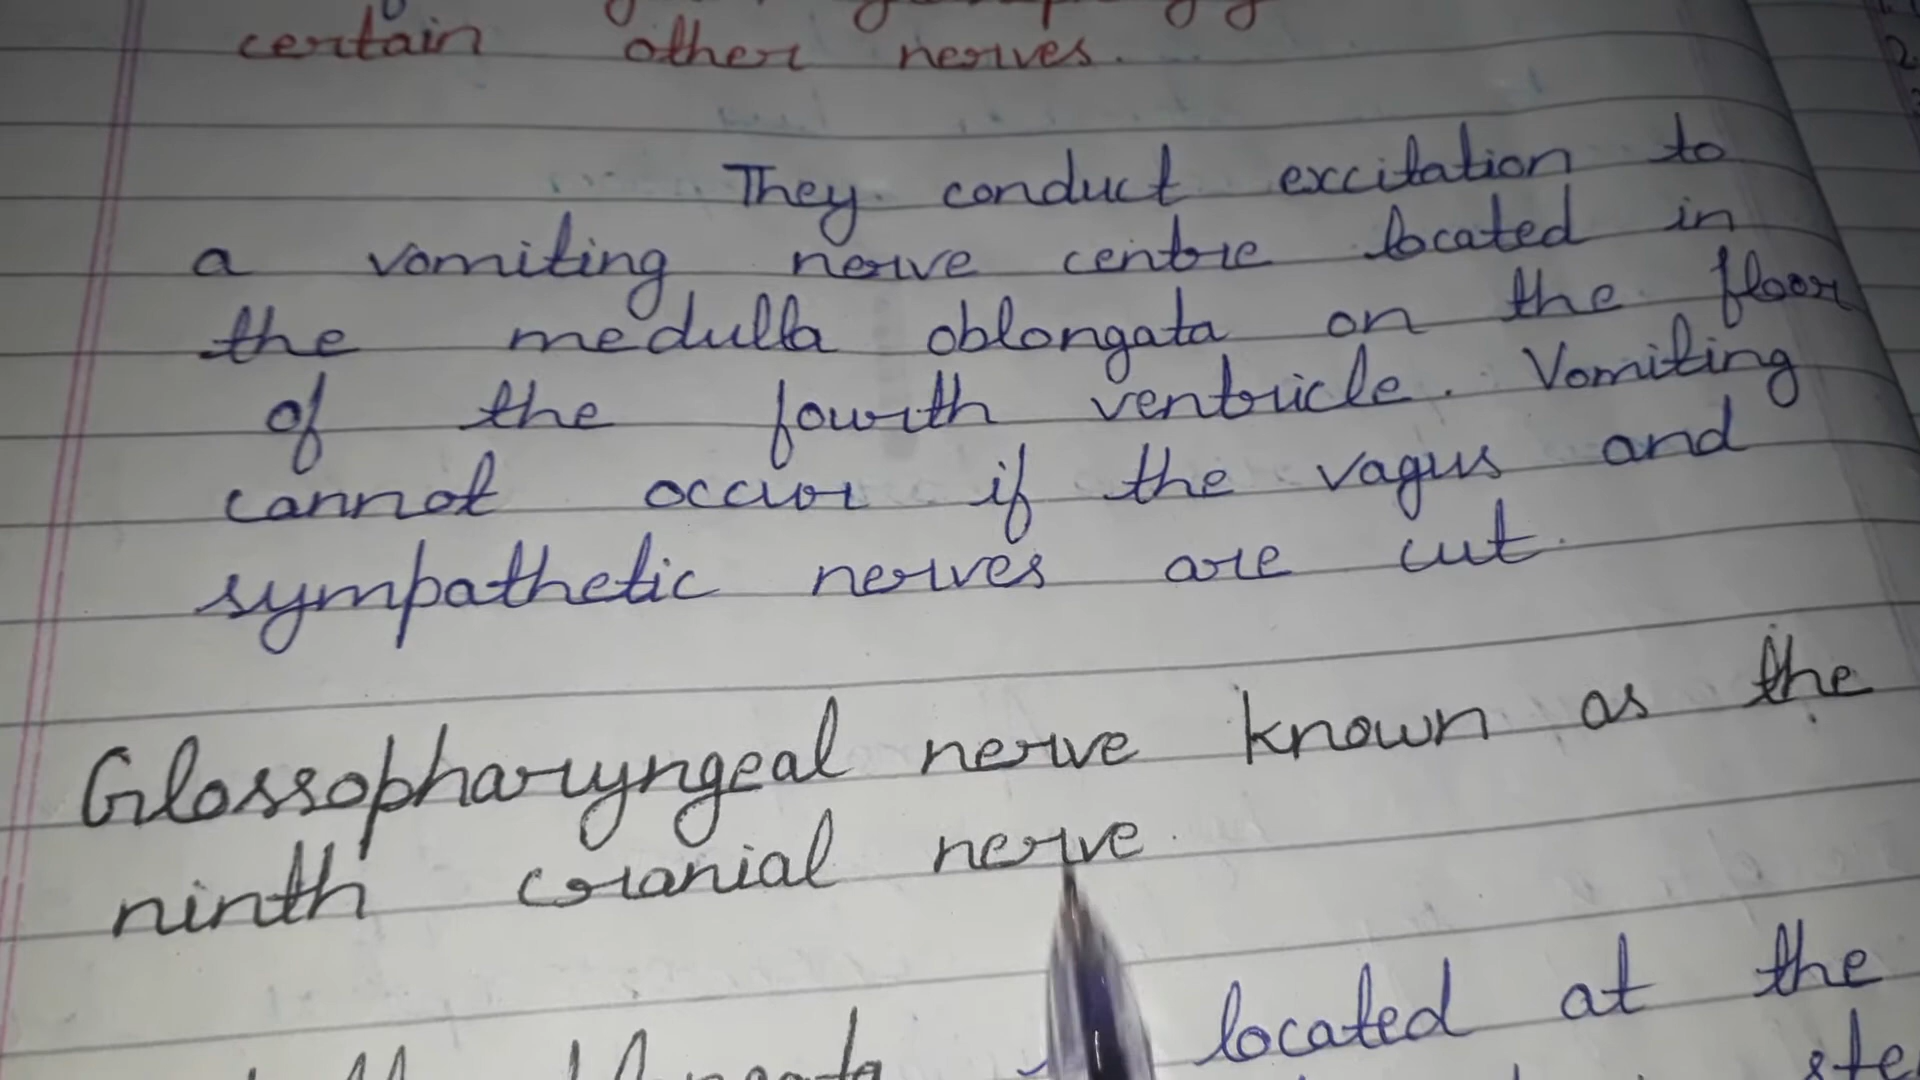 certain other nerves.
They conduct excitation to
a vomiting nerve centre located in
the medulla oblongata on the floor
of the fourth ventricle. Vomiting
cannot occur if the vagus and
sympathetic nerves are cut.
Glossopharyngeal nerve known as the
ninth cranial nerve.
located at the